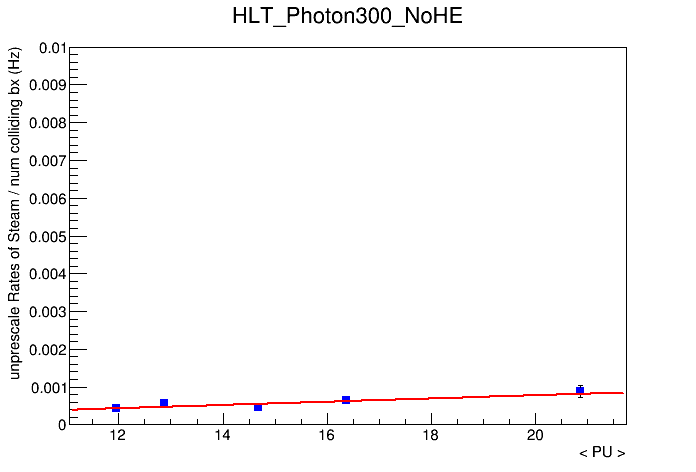 HLT_Photon300_NoHE
unprescale Rates of Steam / num colliding bx (Hz)
0.01
0.009
0.008
0.007
0.006
0.005
0.004
0.003
0.002
0.001
0
12 14 16 18 20
< PU >